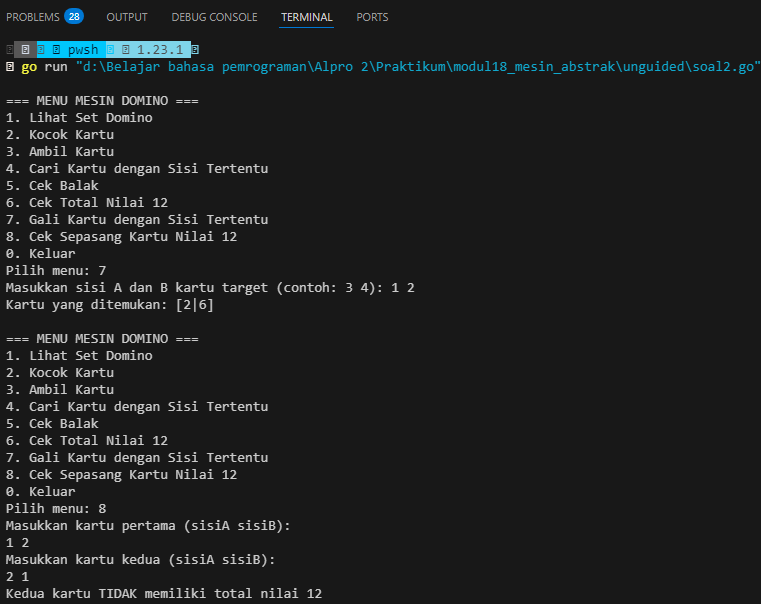 PROBLEMS 28 OUTPUT DEBUG CONSOLE TERMINAL PORTS
pwsh 1.23.1
go run "d:\Belajar bahasa pemrograman\Alpro 2\Praktikum\modul18_mesin_abstrak\unguided\soal2.go"
=== MENU MESIN DOMINO ===
1. Lihat Set Domino
2. Kocok Kartu
3. Ambil Kartu
4. Cari Kartu dengan Sisi Tertentu
5. Cek Balak
6. Cek Total Nilai 12
7. Gali Kartu dengan Sisi Tertentu
8. Cek Sepasang Kartu Nilai 12
0. Keluar
Pilih menu: 7
Masukkan sisi A dan B kartu target (contoh: 3 4): 1 2
Kartu yang ditemukan: [2|6]
=== MENU MESIN DOMINO ===
1. Lihat Set Domino
2. Kocok Kartu
3. Ambil Kartu
4. Cari Kartu dengan Sisi Tertentu
5. Cek Balak
6. Cek Total Nilai 12
7. Gali Kartu dengan Sisi Tertentu
8. Cek Sepasang Kartu Nilai 12
0. Keluar
Pilih menu: 8
Masukkan kartu pertama (sisiA sisiB):
1 2
Masukkan kartu kedua (sisiA sisiB):
2 1
Kedua kartu TIDAK memiliki total nilai 12